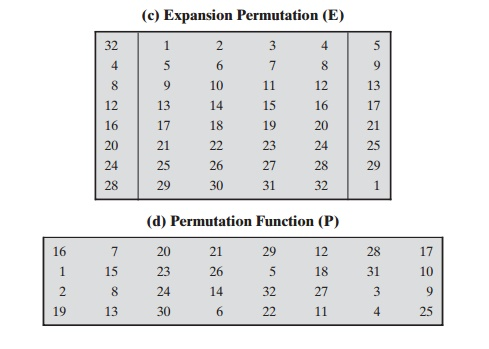 (c) Expansion Permutation (E)
32 1 2 3 4 5
4 5 6 7 8 9
8 9 10 11 12 13
12 13 14 15 16 17
16 17 18 19 20 21
20 21 22 23 24 25
24 25 26 27 28 29
28 29 30 31 32 1
(d) Permutation Function (P)
16 7 20 21 29 12 28 17
1 15 23 26 5 18 31 10
2 8 24 14 32 27 3 9
19 13 30 6 22 11 4 25